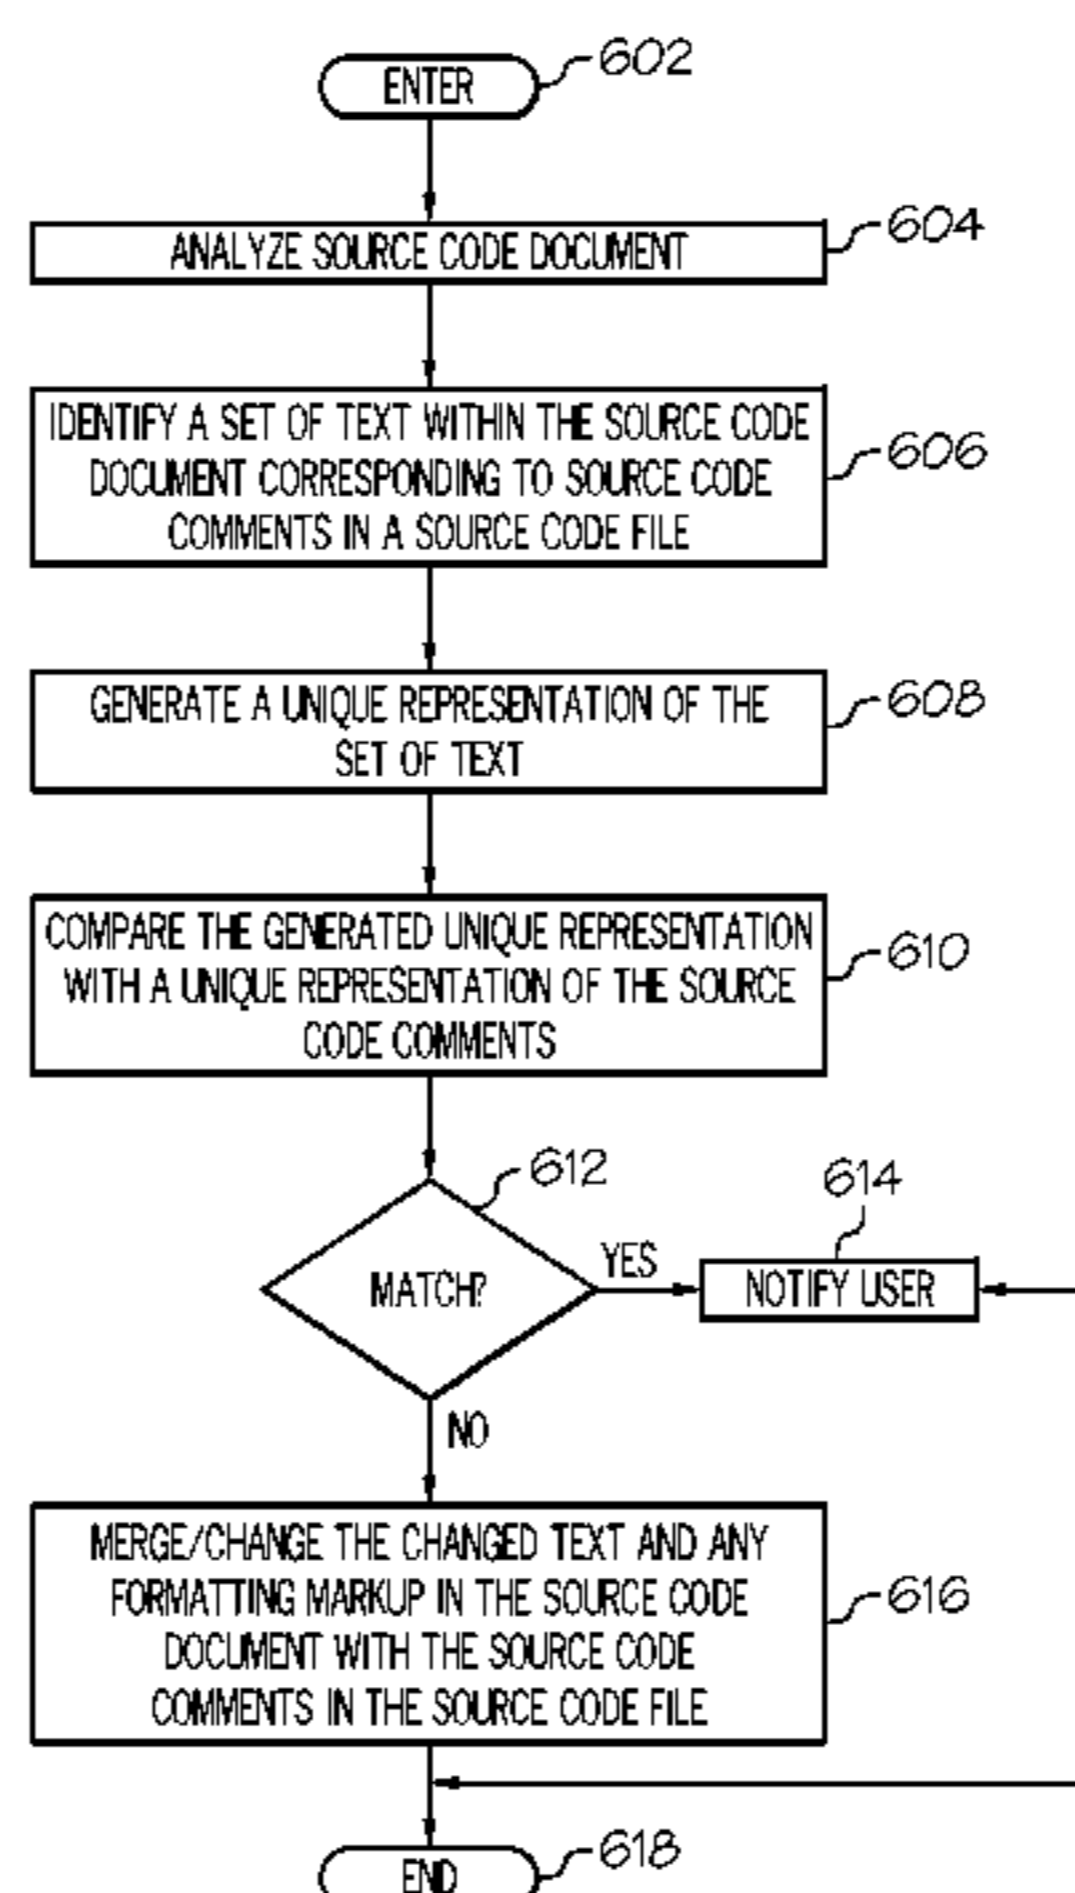 602
ENTER
604
ANALYZE SOURCE CODE DOCUMENT
IDENTIFY A SET OF TEXT WITHIN THE SOURCE CODE
DOCUMENT CORRESPONDING TO SOURCE CODE
COMMENTS IN A SOURCE CODE FILE
606
GENERATE A UNIQUE REPRESENTATION OF THE
SET OF TEXT
608
COMPARE THE GENERATED UNIQUE REPRESENTATION
WITH A UNIQUE REPRESENTATION OF THE SOURCE
CODE COMMENTS
610
612
MATCH?
YES
614
NOTIFY USER
NO
MERGE/CHANGE THE CHANGED TEXT AND ANY
FORMATTING MARKUP IN THE SOURCE CODE
DOCUMENT WITH THE SOURCE CODE
COMMENTS IN THE SOURCE CODE FILE
616
618
END